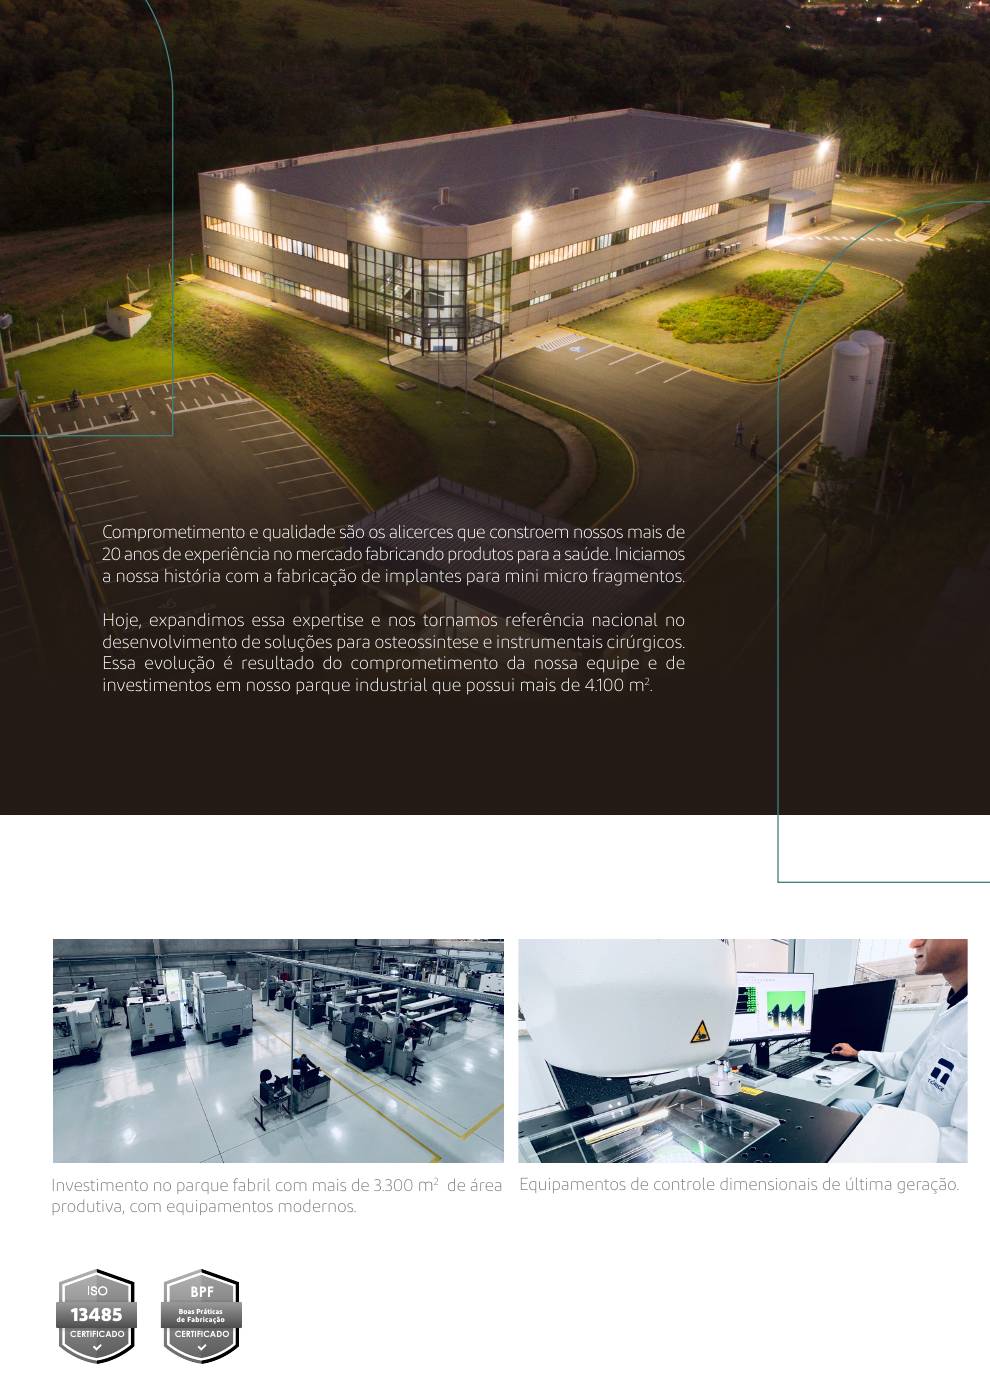 Comprometimento e qualidade são os alicerces que constroem nossos mais de
20 anos de experiência no mercado fabricando produtos para a saúde. Iniciamos
a nossa história com a fabricação de implantes para mini micro fragmentos.
Hoje, expandimos essa expertise e nos tornamos referência nacional no
desenvolvimento de soluções para osteossíntese e instrumentais cirúrgicos.
Essa evolução é resultado do comprometimento da nossa equipe e de
investimentos em nosso parque industrial que possui mais de 4.100 m².
Investimento no parque fabril com mais de 3.300 m² de área
produtiva, com equipamentos modernos.
Equipamentos de controle dimensionais de última geração.
ISO
13485
CERTIFICADO
BPF
Boas Práticas
de Fabricação
CERTIFICADO